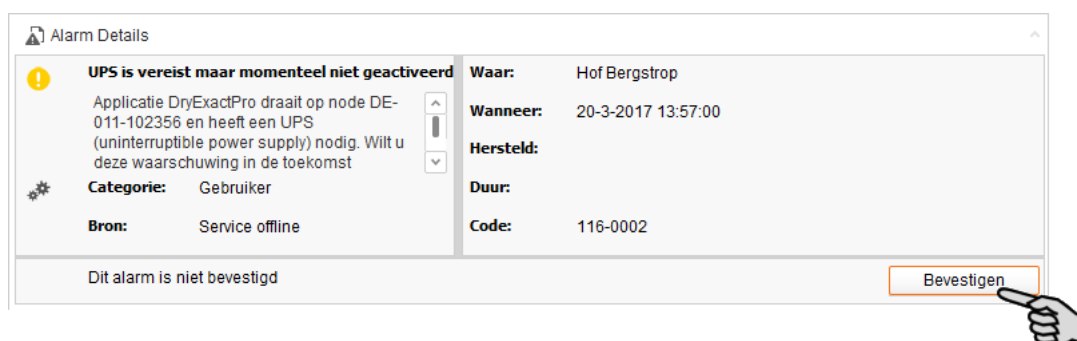 Alarm Details
UPS is vereist maar momenteel niet geactiveerd
Applicatie DryExactPro draait op node DE-
011-102356 en heeft een UPS
(uninterruptible power supply) nodig. Wilt u
deze waarschuwing in de toekomst
Categorie: Gebruiker
Bron: Service offline
Waar: Hof Bergstrop
Wanneer: 20-3-2017 13:57:00
Hersteld:
Duur:
Code: 116-0002
Dit alarm is niet bevestigd
Bevestigen